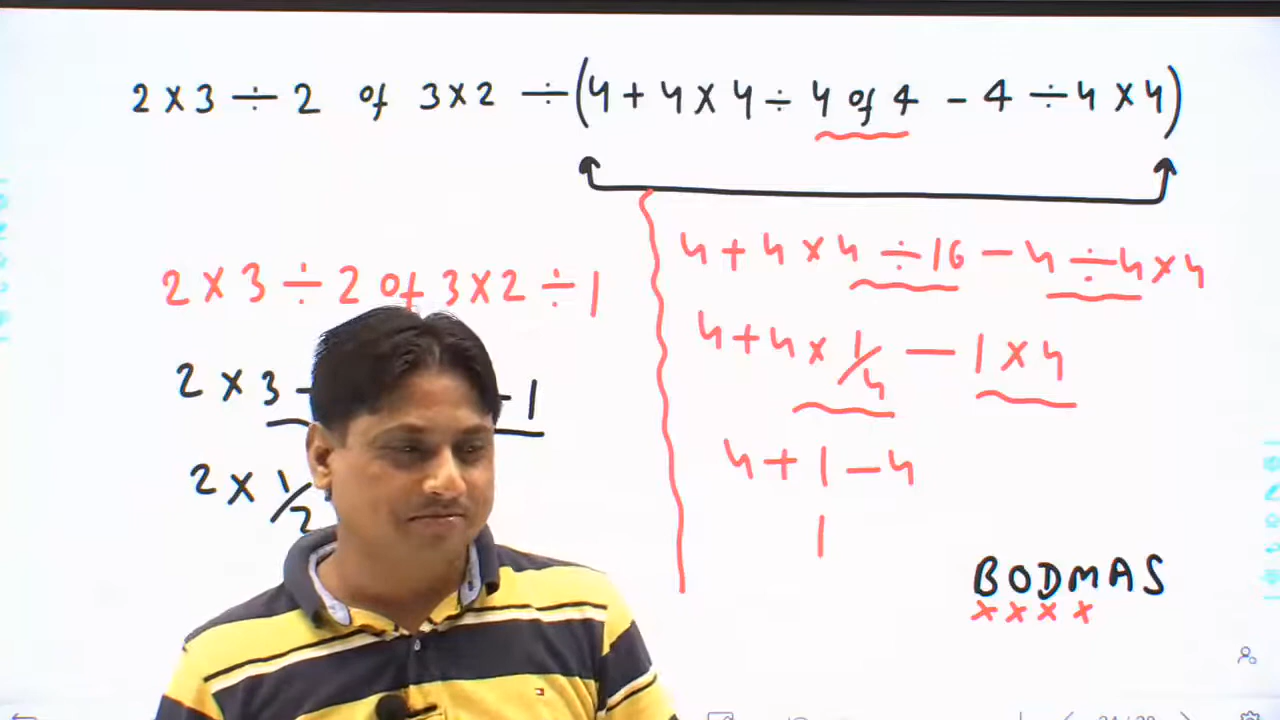 2 × 3 ÷ 2 of 3 × 2 ÷ (4 + 4 × 4 ÷ 4 of 4 - 4 ÷ 4 × 4)
2 × 3 ÷ 2 of 3 × 2 ÷ 1
2 × 3 - 1
2 × 1/2
4 + 4 × 4 ÷ 16 - 4 ÷ 4 × 4
4 + 4 × 1/4 - 1 × 4
4 + 1 - 4
1
BODMAS
× × × ×